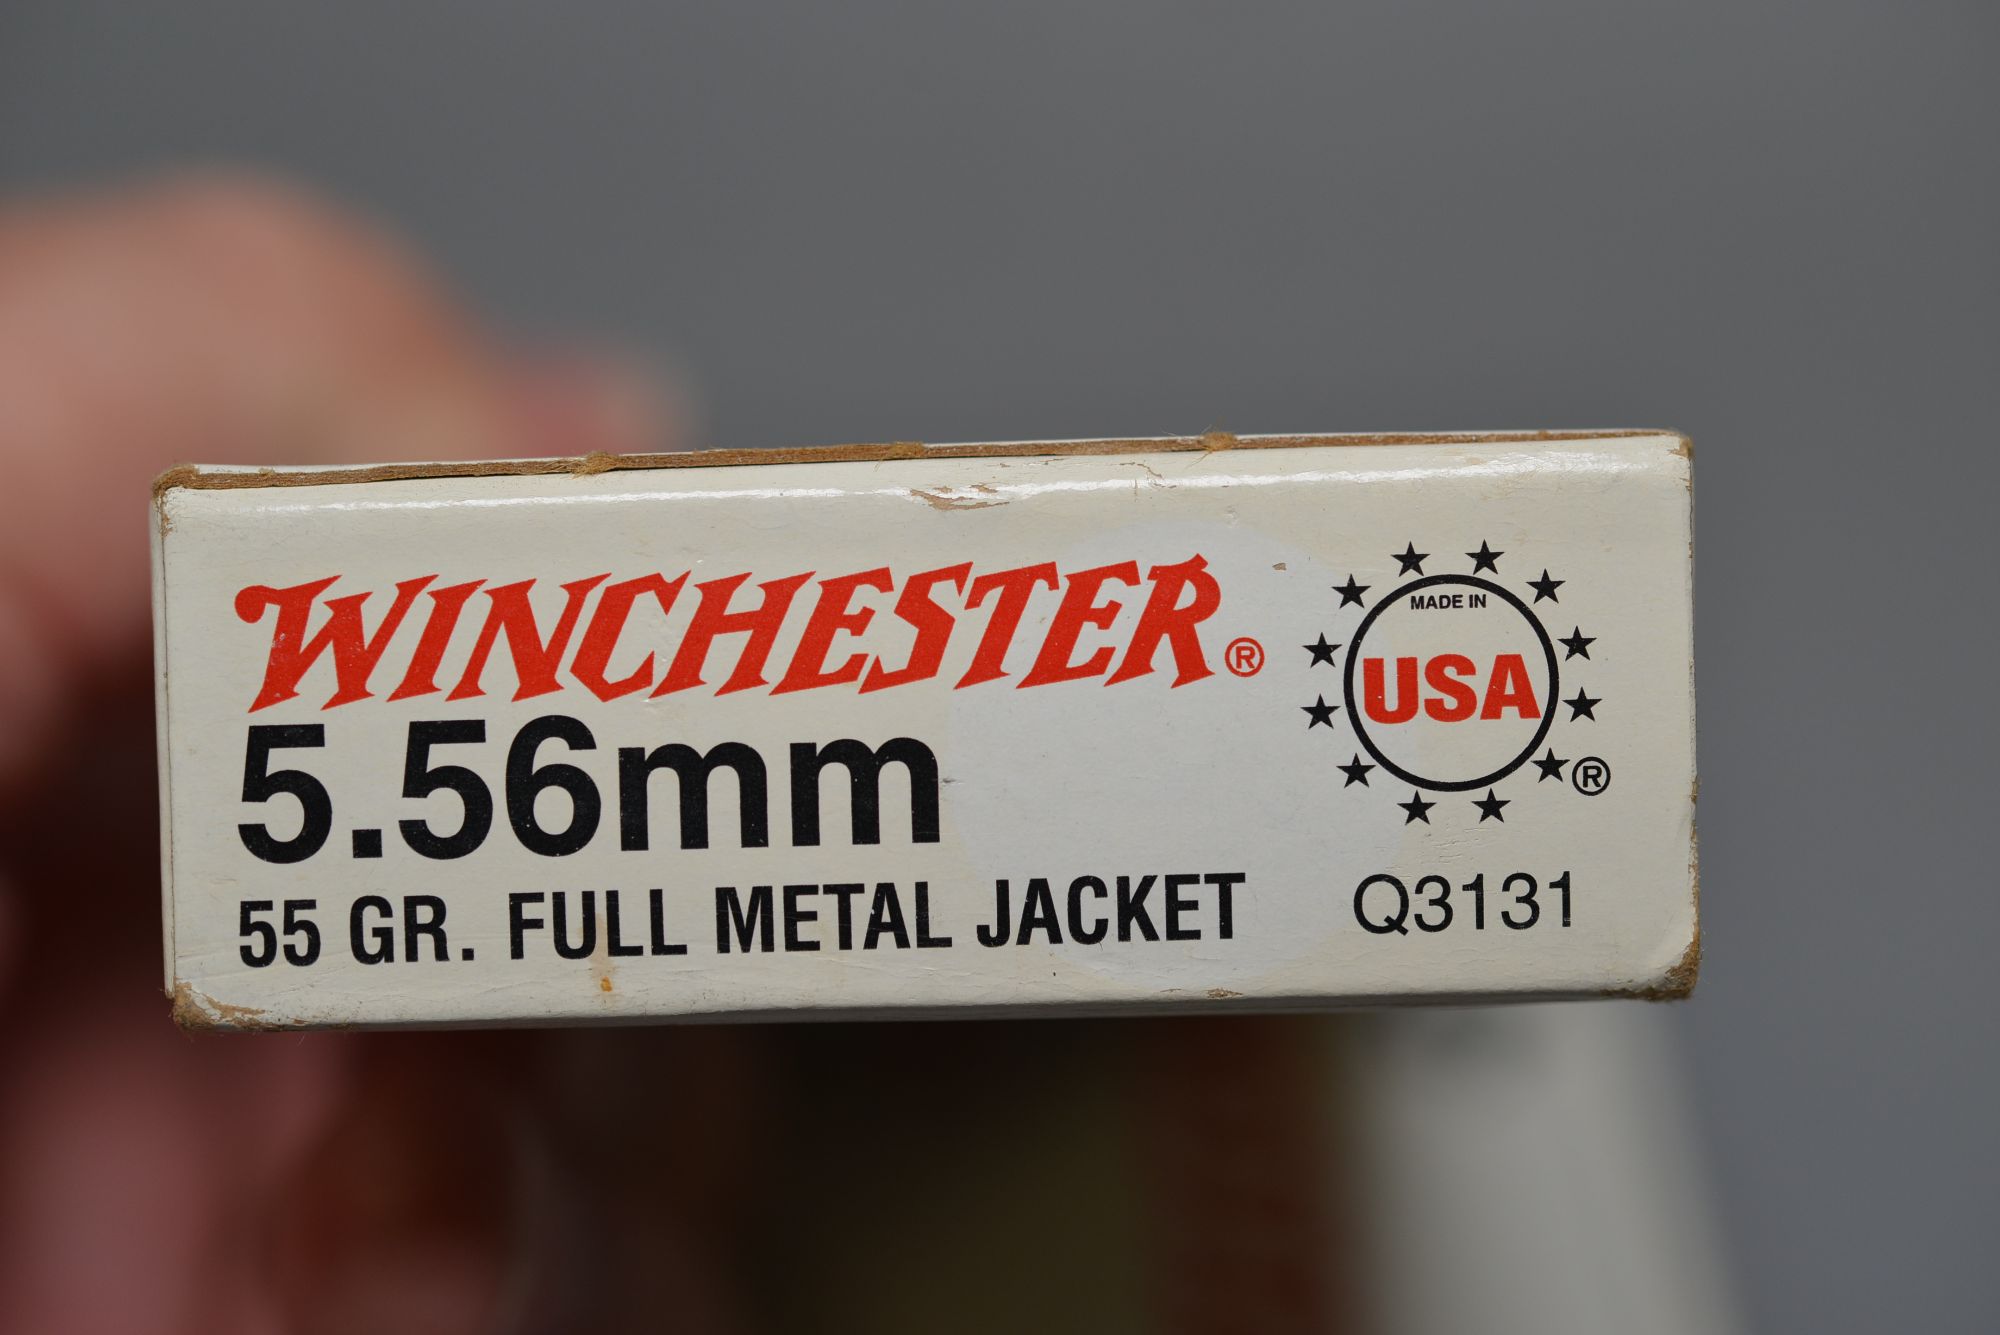 WINCHESTER®
5.56mm
55 GR. FULL METAL JACKET
MADE IN
USA
®
Q3131